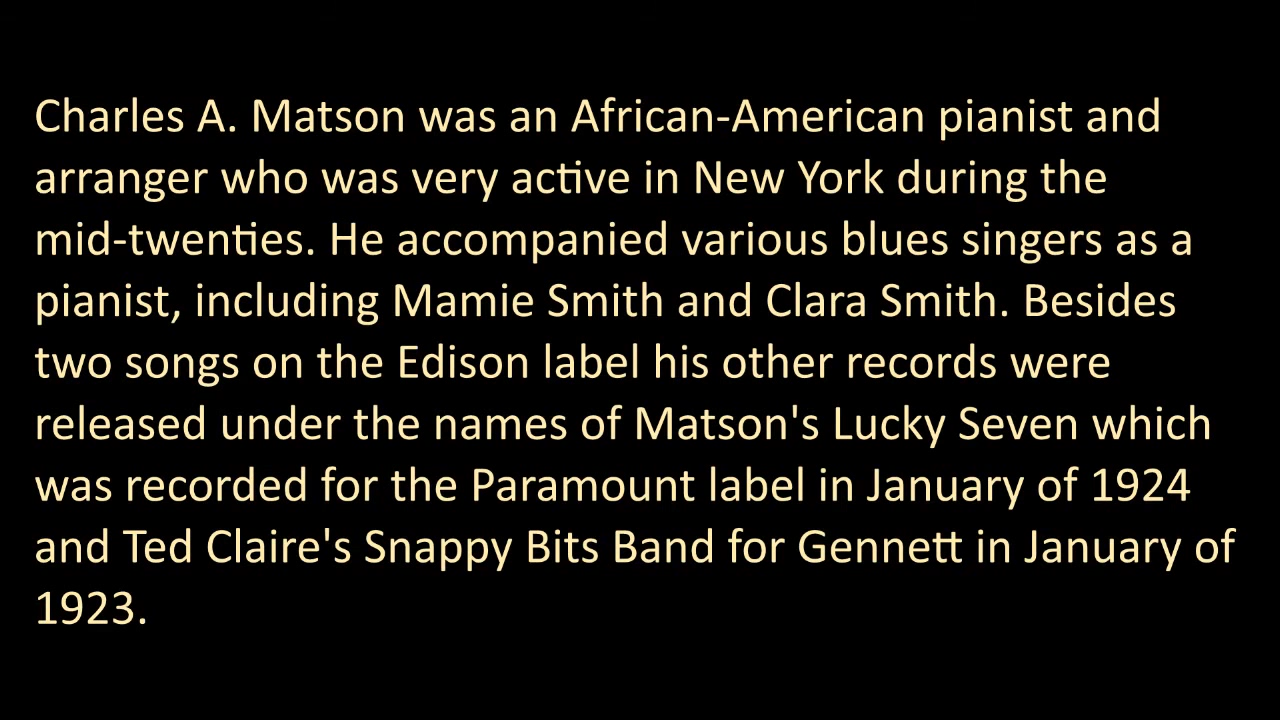 Charles A. Matson was an African-American pianist and
arranger who was very active in New York during the
mid-twenties. He accompanied various blues singers as a
pianist, including Mamie Smith and Clara Smith. Besides
two songs on the Edison label his other records were
released under the names of Matson's Lucky Seven which
was recorded for the Paramount label in January of 1924
and Ted Claire's Snappy Bits Band for Gennett in January of
1923.